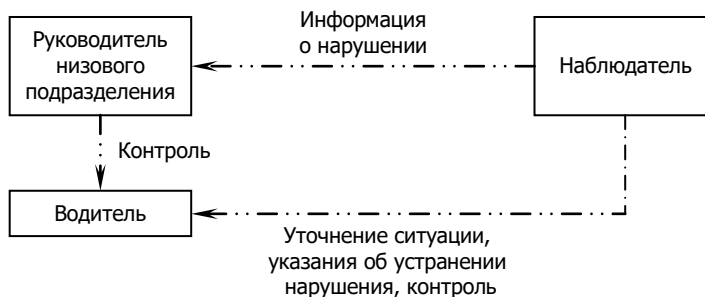 Информация
о нарушении
Руководитель
низового
подразделения
Наблюдатель
Контроль
Водитель
Уточнение ситуации,
указания об устранении
нарушения, контроль